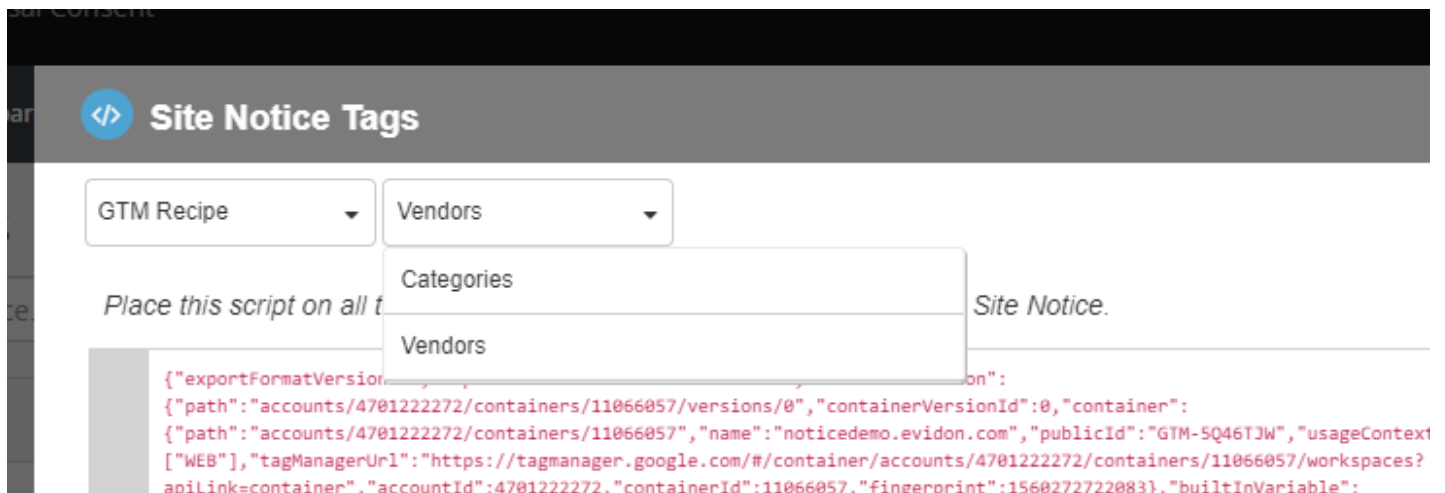 Consent
</> Site Notice Tags
GTM Recipe Vendors
Categories
Place this script on all t Site Notice.
Vendors
{"exportFormatVersion on":
{"path":"accounts/4701222272/containers/11066057/versions/0","containerVersionId":0,"container":
{"path":"accounts/4701222272/containers/11066057","name":"noticedemo.evidon.com","publicId":"GTM-5Q46TJW","usageContext
["WEB"],"tagManagerUrl":"https://tagmanager.google.com/#/container/accounts/4701222272/containers/11066057/workspaces?
apiLink=container","accountId":4701222272,"containerId":11066057,"fingerprint":1560272722083},"builtInVariable":